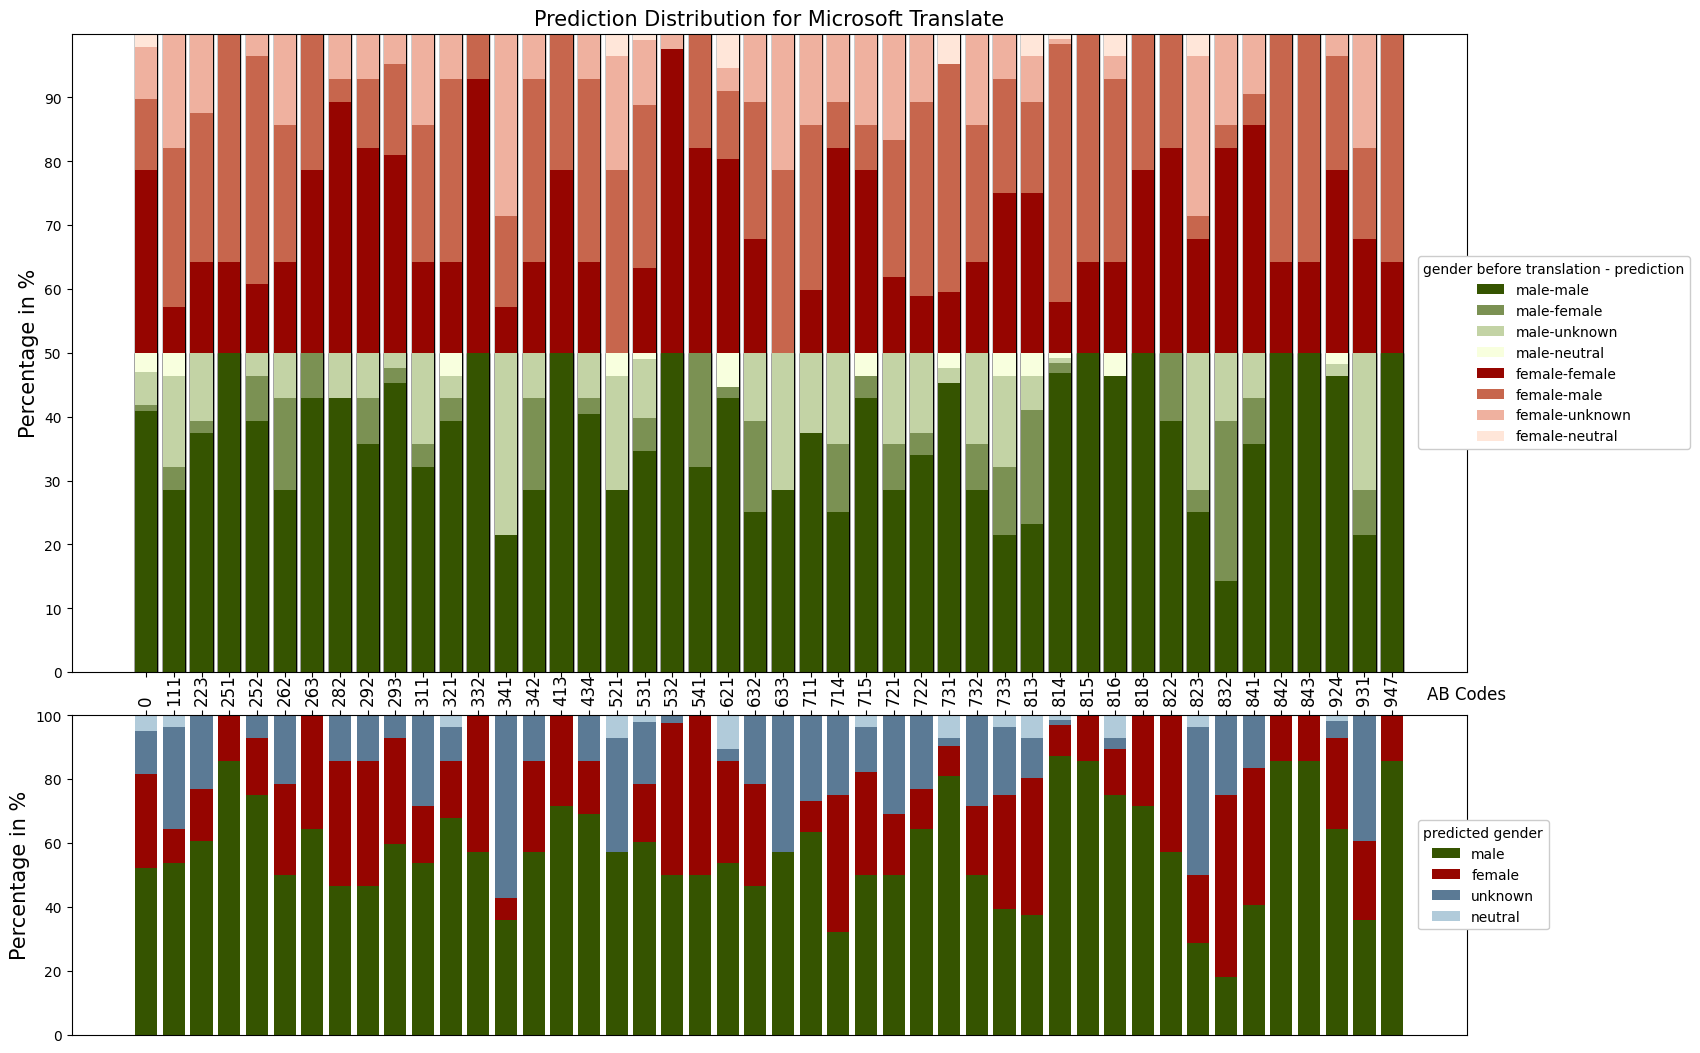 Prediction Distribution for Microsoft Translate
Percentage in %
90
80
70
60
50
40
30
20
10
0
gender before translation - prediction
male-male
male-female
male-unknown
male-neutral
female-female
female-male
female-unknown
female-neutral
0 111 223 251 252 262 263 282 292 293 311 321 332 341 342 413 434 521 531 532 541 621 632 633 711 714 715 721 722 731 732 733 813 814 815 816 818 822 823 832 841 842 843 924 931 947
AB Codes
Percentage in %
100
80
60
40
20
0
predicted gender
male
female
unknown
neutral